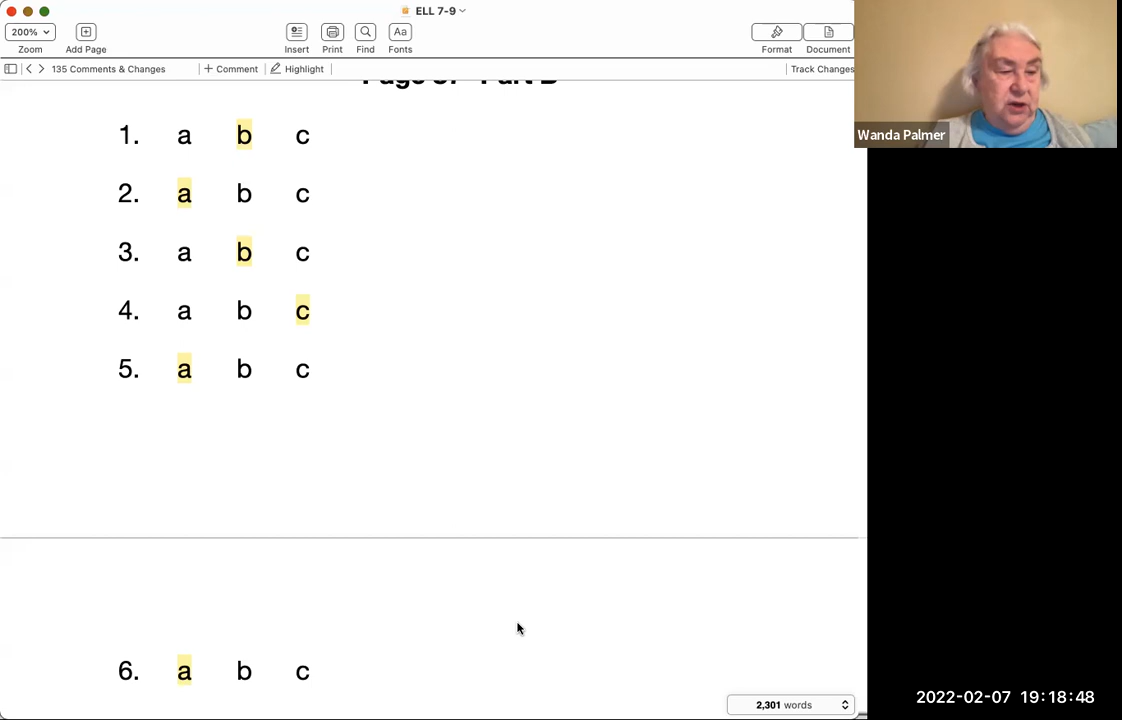 ELL 7-9
200%
Zoom
Add Page
Insert
Print
Find
Aa
Fonts
Format
Document
135 Comments & Changes
+ Comment
Highlight
Track Changes
1. a b c
2. a b c
3. a b c
4. a b c
5. a b c
6. a b c
2,301 words
Wanda Palmer
2022-02-07 19:18:48